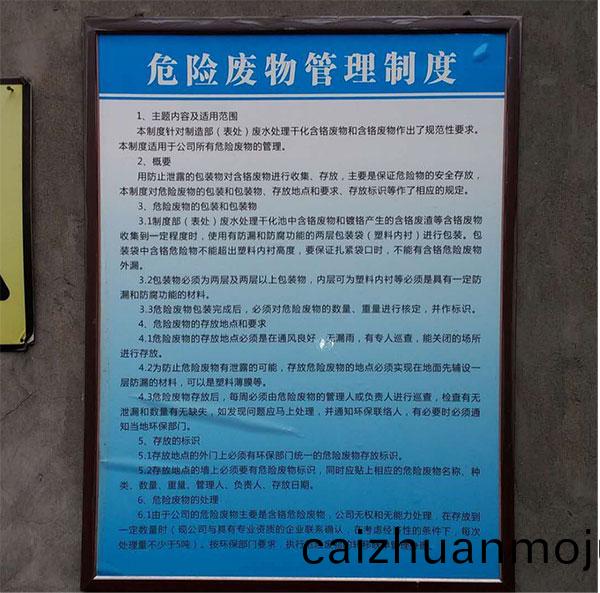 危险废物管理制度
1、主题内容及适用范围
本制度针对制造部（表处）废水处理干化含铬废物和含铬废物作出了规范性要求。
本制度适用于公司所有危险废物的管理。
2、概要
用防止泄露的包装物对含铬废物进行收集、存放，主要是保证危险物的安全存放，
本制度对危险废物的包装和包装物、存放地点和要求、存放标识等作了相应的规定。
3、危险废物的包装和包装物
3.1制度部（表处）废水处理干化池中含铬废物和镀铬产生的含铬废渣等含铬废物
收集到一定程度时，使用有防漏和防腐功能的两层包装袋（塑料内衬）进行包装。包
装袋中含铬危险物不能超出塑料内衬高度，要保证扎紧袋口时，不能有含铬危险废物
外漏。
3.2包装物必须为两层及两层以上包装物，内层可为塑料内衬等必须是具有一定防
漏和防腐功能的材料。
3.3危险废物包装完成后，必须对危险废物的数量、重量进行核定，并作标识。
4、危险废物的存放地点和要求
4.1危险废物的存放地点必须是在通风良好，无漏雨，有专人巡查，能关闭的场所
进行存放。
4.2为防止危险废物有泄露的可能，存放危险废物的地点必须实现在地面先辅设一
层防漏的材料，可以是塑料薄膜等。
4.3危险废物存放后，每周必须由危险废物的管理人或负责人进行巡查，检查有无
泄漏和数量有无缺失，如发现问题应马上处理，并通知环保联络人，有必要时必须通
知当地环保部门。
5、存放的标识
5.1存放地点的外门上必须有环保部门统一的危险废物存放标识。
5.2存放地点的墙上必须要有危险废物标识，同时应贴上相应的危险废物名称、种
类、数量、重量、管理人、负责人、存放日期。
6、危险废物的处理
6.1由于公司的危险废物主要是含铬危险废物，公司无权和无能力处理，在存放到
一定数量时（现公司与具有专业资质的企业联系确认，在考虑经济性的条件下，每次
处理量不少于5吨）。按环保部门要求，执行
caizhuanmoju